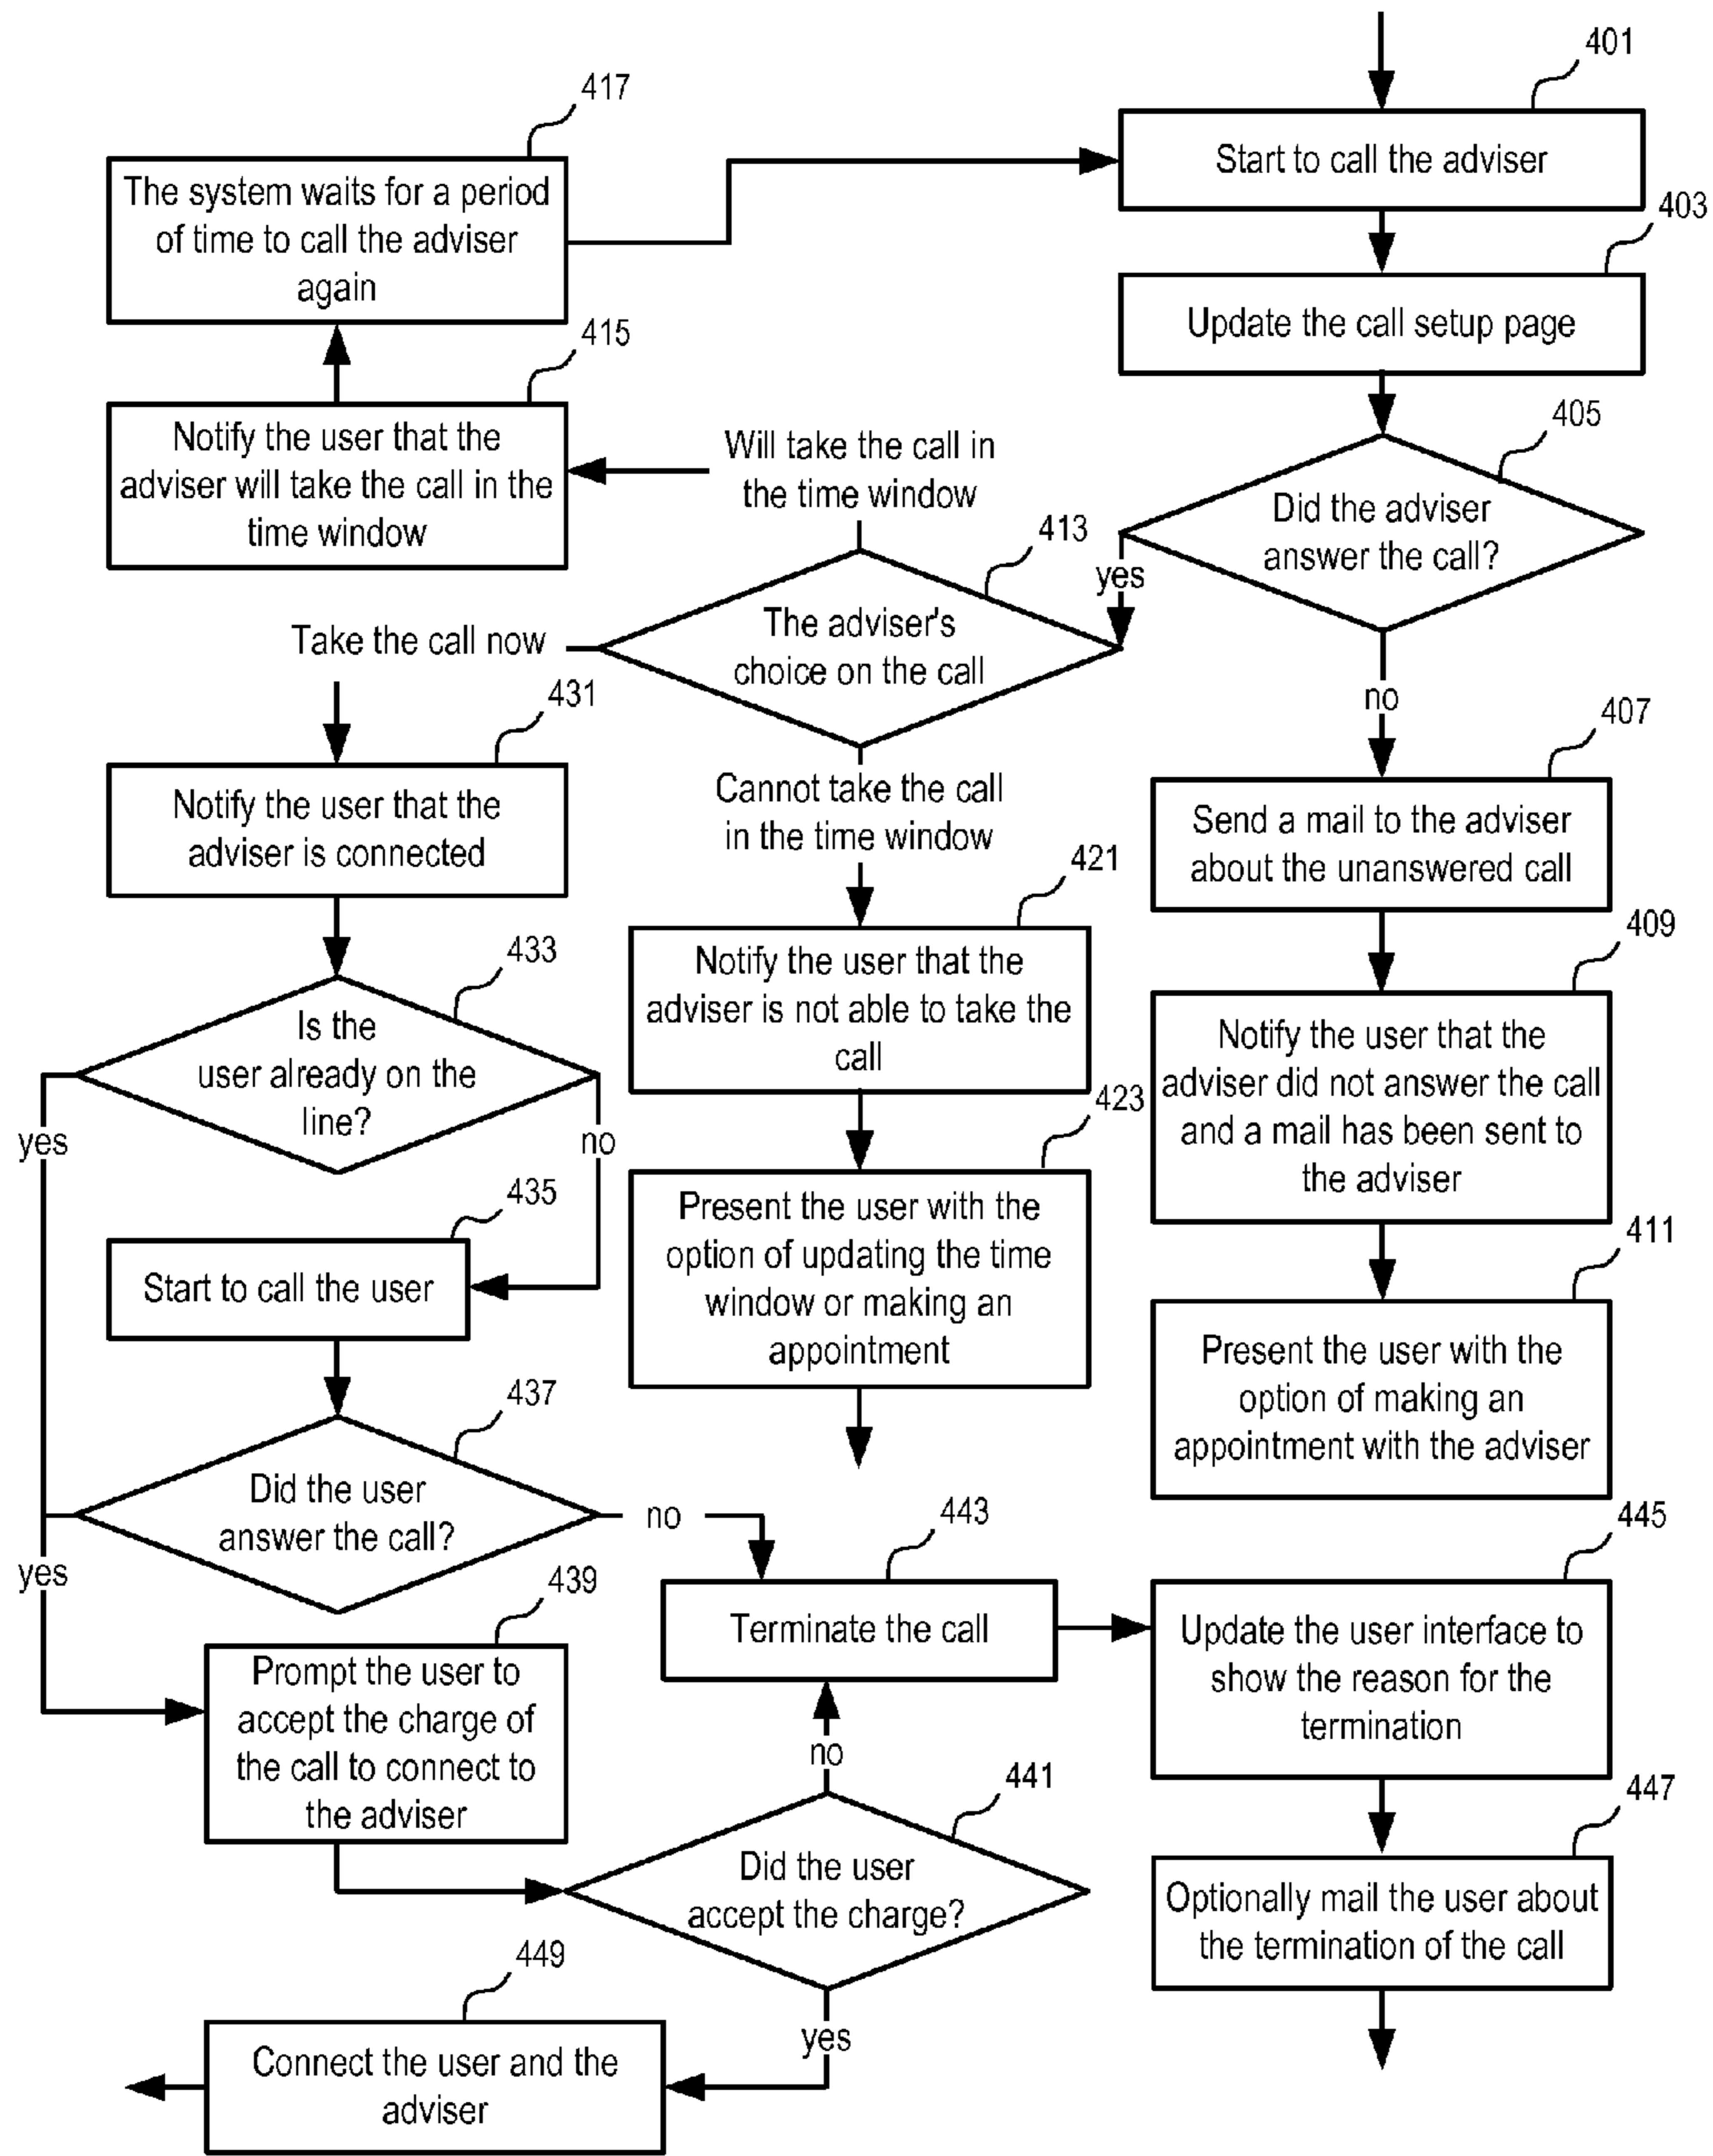 401
Start to call the adviser
403
Update the call setup page
405
Did the adviser
answer the call?
yes
no
407
Send a mail to the adviser
about the unanswered call
409
Notify the user that the
adviser did not answer the call
and a mail has been sent to
the adviser
411
Present the user with the
option of making an
appointment with the adviser
413
The adviser's
choice on the call
Will take the call in
the time window
415
Notify the user that the
adviser will take the call in the
time window
417
The system waits for a period
of time to call the adviser
again
Cannot take the call
in the time window
421
Notify the user that the
adviser is not able to take the
call
423
Present the user with the
option of updating the time
window or making an
appointment
Take the call now
431
Notify the user that the
adviser is connected
433
Is the
user already on the
line?
yes
no
435
Start to call the user
437
Did the user
answer the call?
yes
no
439
Prompt the user to
accept the charge of
the call to connect to
the adviser
441
Did the user
accept the charge?
no
yes
443
Terminate the call
445
Update the user interface to
show the reason for the
termination
447
Optionally mail the user about
the termination of the call
449
Connect the user and the
adviser